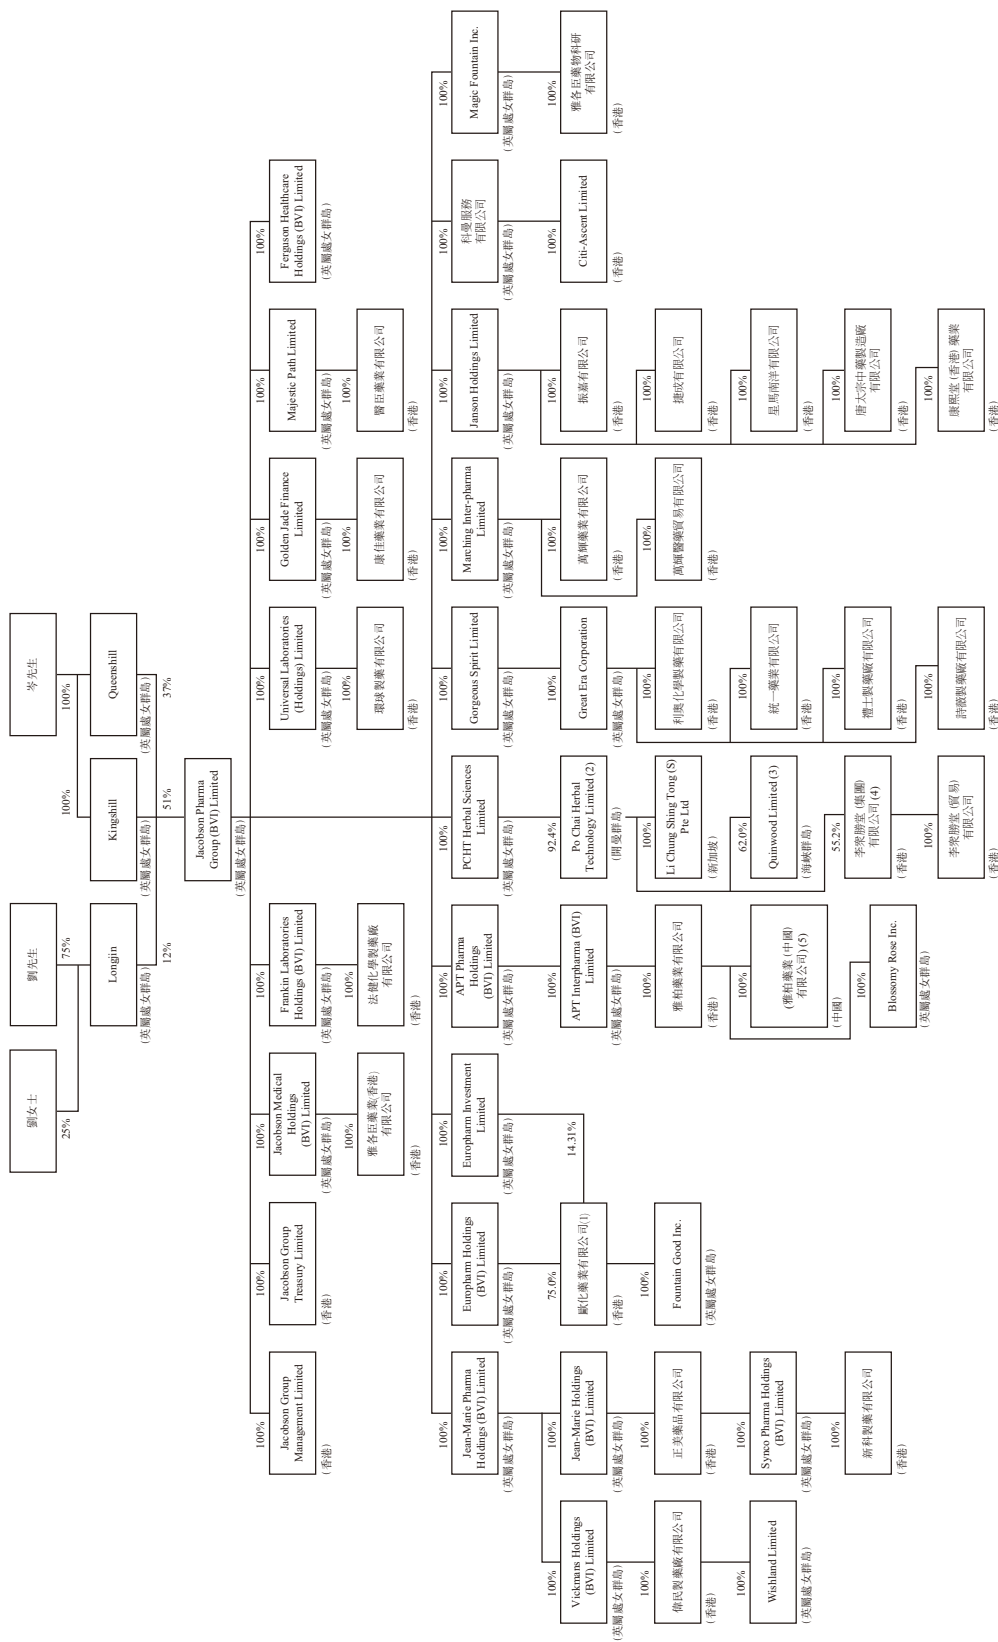 劉女士
25%
劉先生
75%
岑先生
100%
100%
Longjin
(英屬處女群島)
12%
Kingshill
(英屬處女群島)
51%
Queenshill
(英屬處女群島)
37%
Jacobson Pharma
Group (BVI) Limited
(英屬處女群島)
100%
Jacobson Group
Management Limited
(香港)
100%
Jacobson Group
Treasury Limited
(香港)
100%
Jacobson Medical
Holdings
(BVI) Limited
(英屬處女群島)
100%
雅各臣藥業(香港)
有限公司
(香港)
100%
Frankin Laboratories
Holdings (BVI) Limited
(英屬處女群島)
100%
法健化學製藥廠
有限公司
(香港)
100%
Universal Laboratories
(Holdings) Limited
(英屬處女群島)
100%
環球製藥有限公司
(香港)
100%
Golden Jade Finance
Limited
(英屬處女群島)
100%
康佳藥業有限公司
(香港)
100%
Majestic Path Limited
(英屬處女群島)
100%
醫臣藥業有限公司
(香港)
100%
Ferguson Healthcare
Holdings (BVI) Limited
(英屬處女群島)
100%
Jean-Marie Pharma
Holdings (BVI) Limited
(英屬處女群島)
100%
Vickmans Holdings
(BVI) Limited
(英屬處女群島)
100%
偉民製藥廠有限公司
(香港)
100%
Wishland Limited
(英屬處女群島)
100%
Jean-Marie Holdings
(BVI) Limited
(英屬處女群島)
100%
正美藥品有限公司
(香港)
100%
Synco Pharma Holdings
(BVI) Limited
(英屬處女群島)
100%
新科製藥有限公司
(香港)
100%
Europharm Holdings
(BVI) Limited
(英屬處女群島)
75.0%
歐化藥業有限公司(1)
(香港)
100%
Fountain Good Inc.
(英屬處女群島)
100%
Europharm Investment
Limited
(英屬處女群島)
14.31%
100%
APT Pharma
Holdings
(BVI) Limited
(英屬處女群島)
100%
APT Interpharma (BVI)
Limited
(英屬處女群島)
100%
雅柏藥業有限公司
(香港)
100%
(雅柏藥業(中國)
有限公司) (5)
(中國)
100%
Blossomy Rose Inc.
(英屬處女群島)
100%
PCHT Herbal Sciences
Limited
(英屬處女群島)
92.4%
Po Chai Herbal
Technology Limited (2)
(開曼群島)
100%
Li Chung Shing Tong (S)
Pte Ltd
(新加坡)
62.0%
Quinwood Limited (3)
(海峽群島)
55.2%
李衆勝堂 (集團)
有限公司 (4)
(香港)
100%
李衆勝堂 (貿易)
有限公司
(香港)
100%
Gorgeous Spirit Limited
(英屬處女群島)
100%
Great Era Corporation
(英屬處女群島)
100%
利奧化學製藥有限公司
(香港)
100%
統一藥業有限公司
(香港)
100%
禮士製藥廠有限公司
(香港)
100%
詩薇製藥廠有限公司
(香港)
100%
Marching Inter-pharma
Limited
(英屬處女群島)
100%
萬輝藥業有限公司
(香港)
100%
萬輝醫藥貿易有限公司
(香港)
100%
Janson Holdings Limited
(英屬處女群島)
100%
振嘉有限公司
(香港)
100%
捷成有限公司
(香港)
100%
星馬南洋有限公司
(香港)
100%
唐太宗中藥製造廠
有限公司
(香港)
100%
康熙堂 (香港) 藥業
有限公司
(香港)
100%
科曼服務
有限公司
(英屬處女群島)
100%
Citi-Ascent Limited
(香港)
100%
Magic Fountain Inc.
(英屬處女群島)
100%
雅各臣藥物科研
有限公司
(香港)